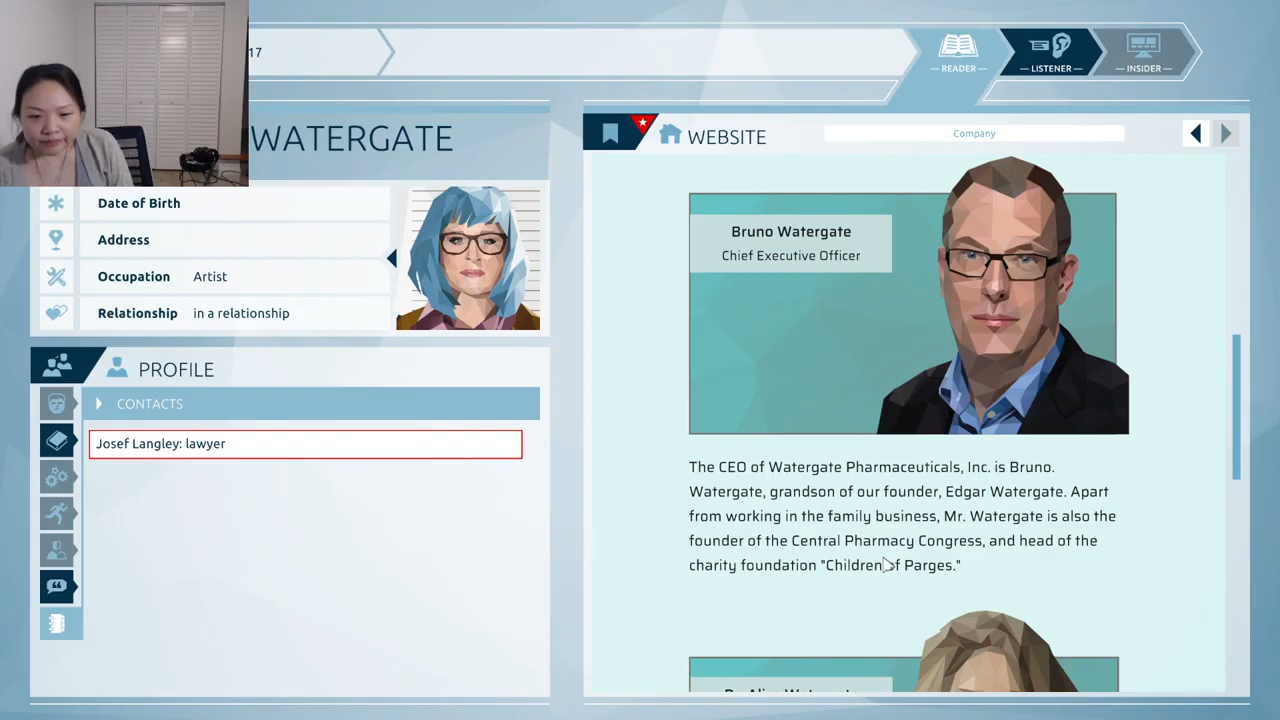 17
READER
LISTENER
INSIDER
WATERGATE
Date of Birth
Address
Occupation Artist
Relationship in a relationship
PROFILE
CONTACTS
Josef Langley: lawyer
WEBSITE
Company
Bruno Watergate
Chief Executive Officer
The CEO of Watergate Pharmaceuticals, Inc. is Bruno.
Watergate, grandson of our founder, Edgar Watergate. Apart
from working in the family business, Mr. Watergate is also the
founder of the Central Pharmacy Congress, and head of the
charity foundation "Children of Parges."